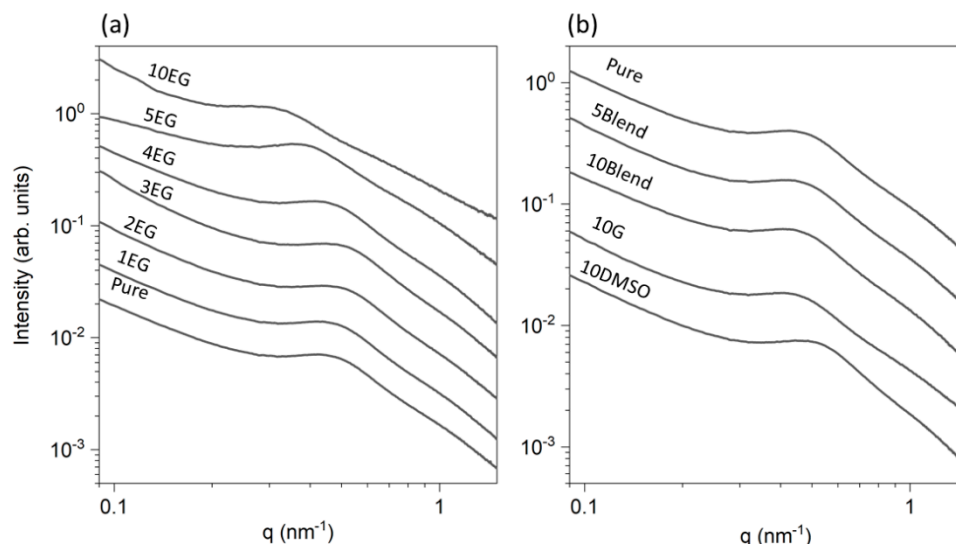 (a)
10EG
5EG
4EG
3EG
2EG
1EG
Pure
10⁰
10⁻¹
10⁻²
10⁻³
Intensity (arb. units)
0.1
1
q (nm⁻¹)
(b)
Pure
5Blend
10Blend
10G
10DMSO
10⁰
10⁻¹
10⁻²
10⁻³
0.1
1
q (nm⁻¹)